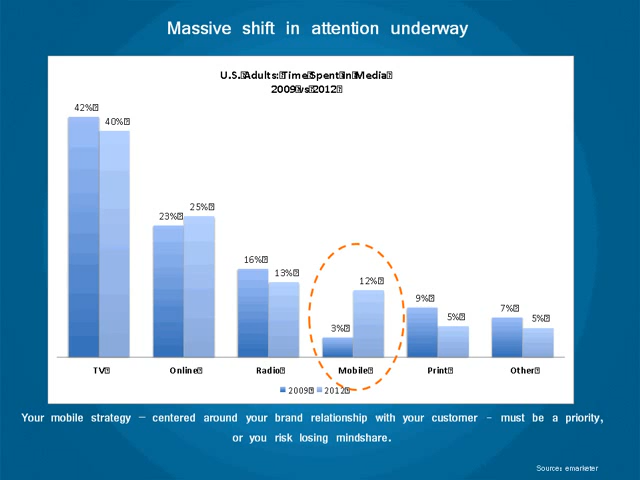 Massive shift in attention underway
U.S. Adults: Time Spent in Media
2009 vs 2012
42%
40%
23%
25%
16%
13%
3%
12%
9%
5%
7%
5%
TV
Online
Radio
Mobile
Print
Other
2009
2012
Your mobile strategy – centered around your brand relationship with your customer – must be a priority,
or you risk losing mindshare.
Source: emarketer